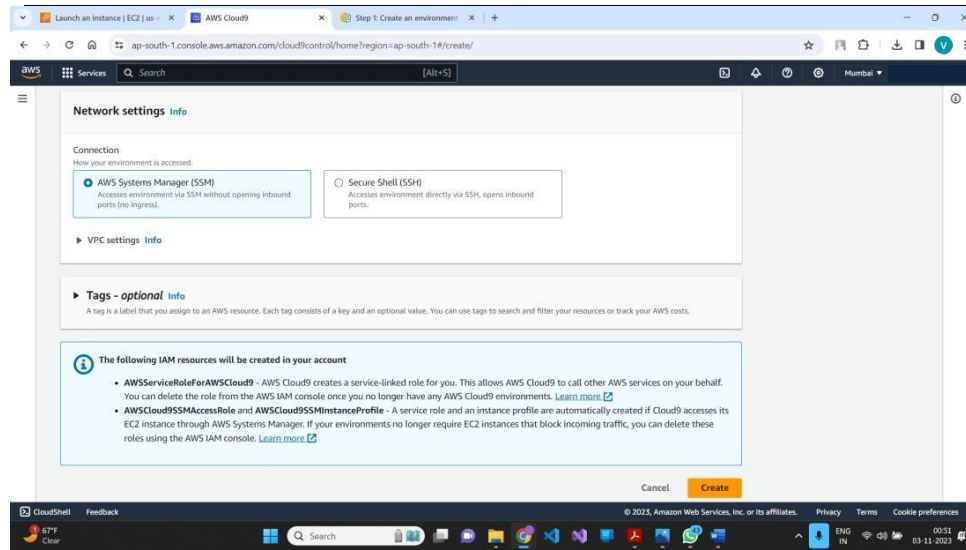 Launch an instance | EC2 | us-
AWS Cloud9
Step 1: Create an environment
ap-south-1.console.aws.amazon.com/cloud9control/home?region=ap-south-1#/create/
V
aws
Services
Search
[Alt+S]
Mumbai
Network settings Info
Connection
How your environment is accessed.
AWS Systems Manager (SSM)
Accesses environment via SSM without opening inbound
ports (no ingress).
Secure Shell (SSH)
Accesses environment directly via SSH, opens inbound
ports.
VPC settings Info
Tags - optional Info
A tag is a label that you assign to an AWS resource. Each tag consists of a key and an optional value. You can use tags to search and filter your resources or track your AWS costs.
The following IAM resources will be created in your account
• AWSServiceRoleForAWSCloud9 - AWS Cloud9 creates a service-linked role for you. This allows AWS Cloud9 to call other AWS services on your behalf.
You can delete the role from the AWS IAM console once you no longer have any AWS Cloud9 environments. Learn more
• AWSCloud9SSMAccessRole and AWSCloud9SSMInstanceProfile - A service role and an instance profile are automatically created if Cloud9 accesses its
EC2 instance through AWS Systems Manager. If your environments no longer require EC2 instances that block incoming traffic, you can delete these
roles using the AWS IAM console. Learn more
Cancel
Create
CloudShell Feedback
© 2023, Amazon Web Services, Inc. or its affiliates. Privacy Terms Cookie preferences
67°F
Clear
Search
ENG
IN
00:51
03-11-2023